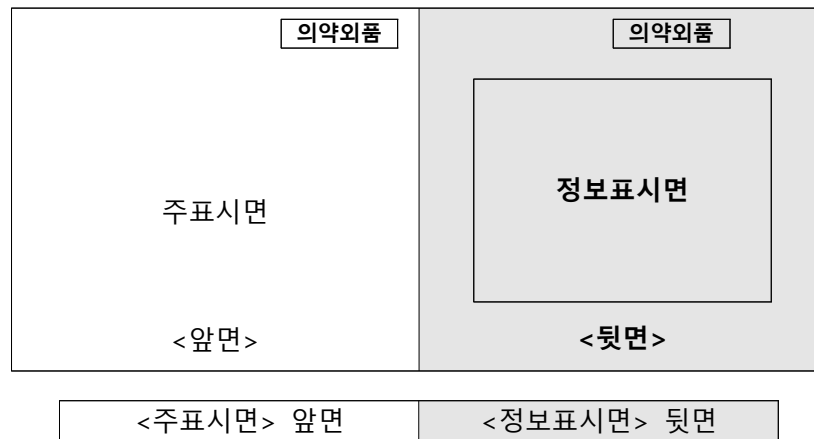 의약외품 의약외품
정보표시면
주표시면
<앞면> <뒷면>
<주표시면> 앞면 <정보표시면> 뒷면